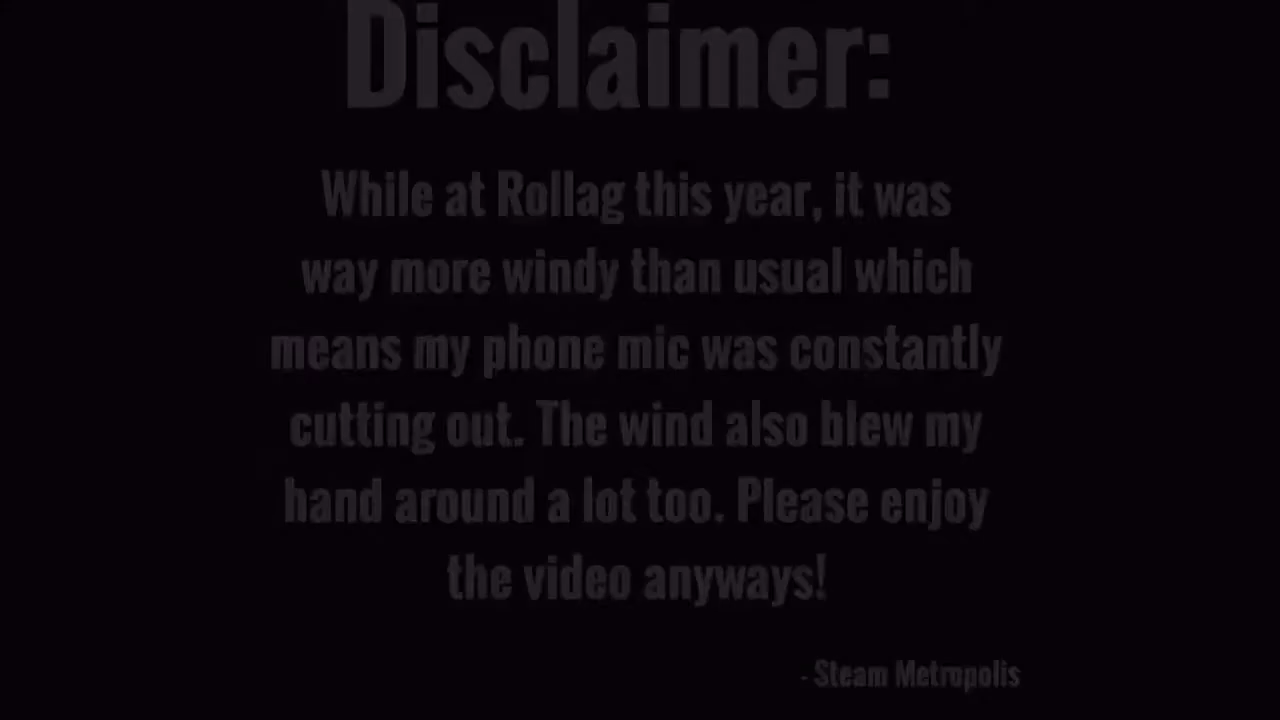 Disclaimer:
While at Rollag this year, it was
way more windy than usual which
means my phone mic was constantly
cutting out. The wind also blew my
hand around a lot too. Please enjoy
the video anyways!
- Steam Metropolis